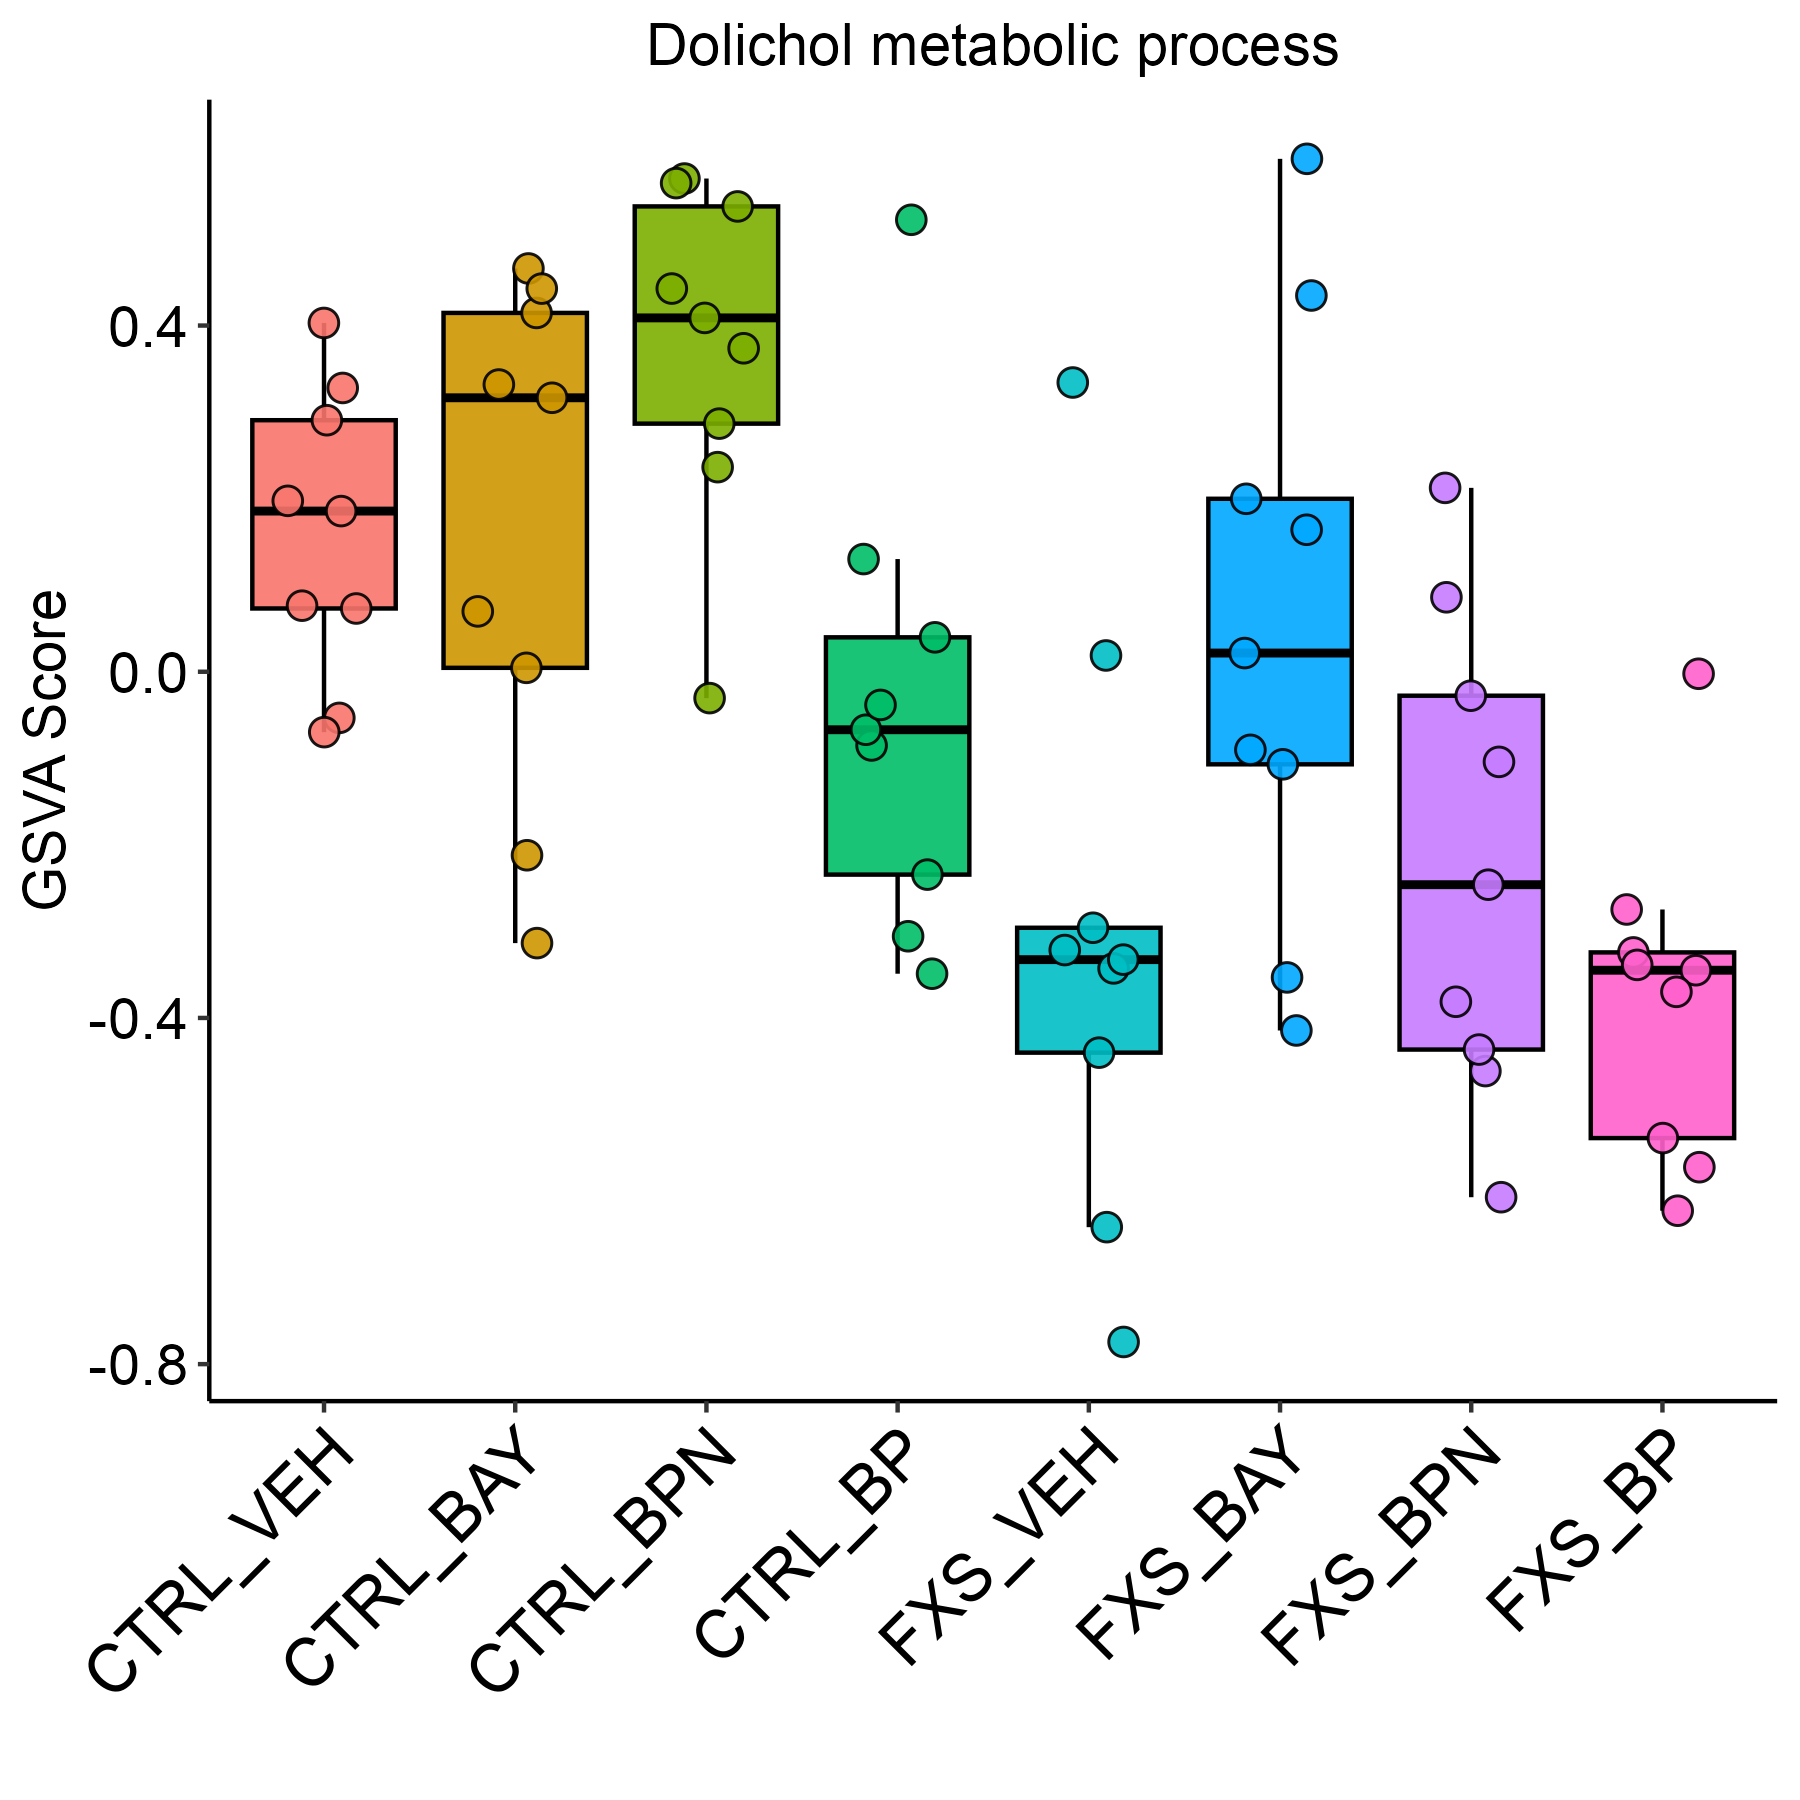 Dolichol metabolic process
GSVA Score
0.4
0.0
-0.4
-0.8
CTRL_VEH
CTRL_BAY
CTRL_BPN
CTRL_BP
FXS_VEH
FXS_BAY
FXS_BPN
FXS_BP